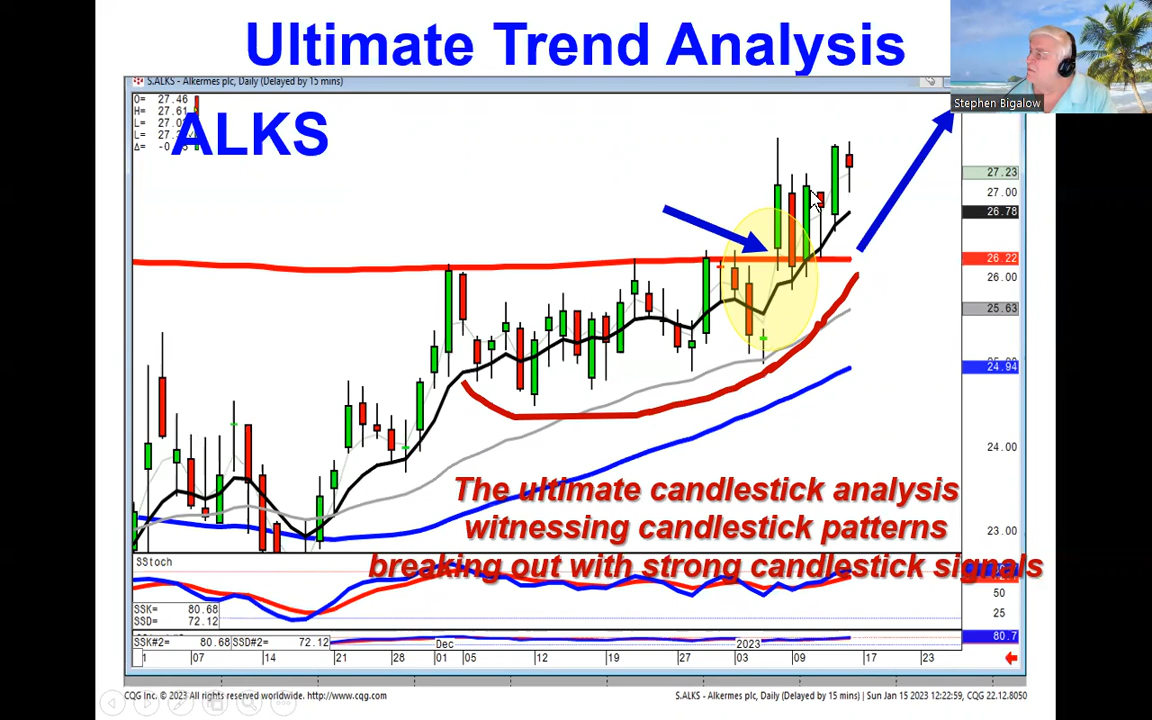 Ultimate Trend Analysis
Stephen Bigalow
S.ALKS - Alkermes plc, Daily (Delayed by 15 mins)
O= 27.46
H= 27.61
L=
L=
Δ=
ALKS
27.23
27.00
26.78
26.22
26.00
25.63
24.94
24.00
23.00
The ultimate candlestick analysis
witnessing candlestick patterns
breaking out with strong candlestick signals
SStoch
50
25
SSK= 80.68
SSD= 72.12
SSK#2= 80.68 SSD#2= 72.12
80.7
Dec 2023
1 07 14 21 28 05 12 19 27 03 09 17 23
CQG Inc. © 2023 All rights reserved worldwide. http://www.cqg.com
S.ALKS - Alkermes plc, Daily (Delayed by 15 mins) | Sun Jan 15 2023 12:22:59, CQG 22.12.8050